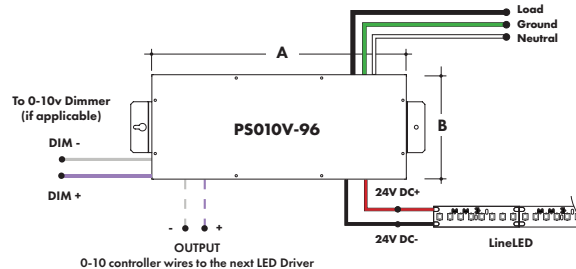 Load
Ground
Neutral
A
To 0-10v Dimmer
(if applicable)
PS010V-96
B
DIM -
DIM +
24V DC+
24V DC-
- +
OUTPUT
0-10 controller wires to the next LED Driver
LineLED